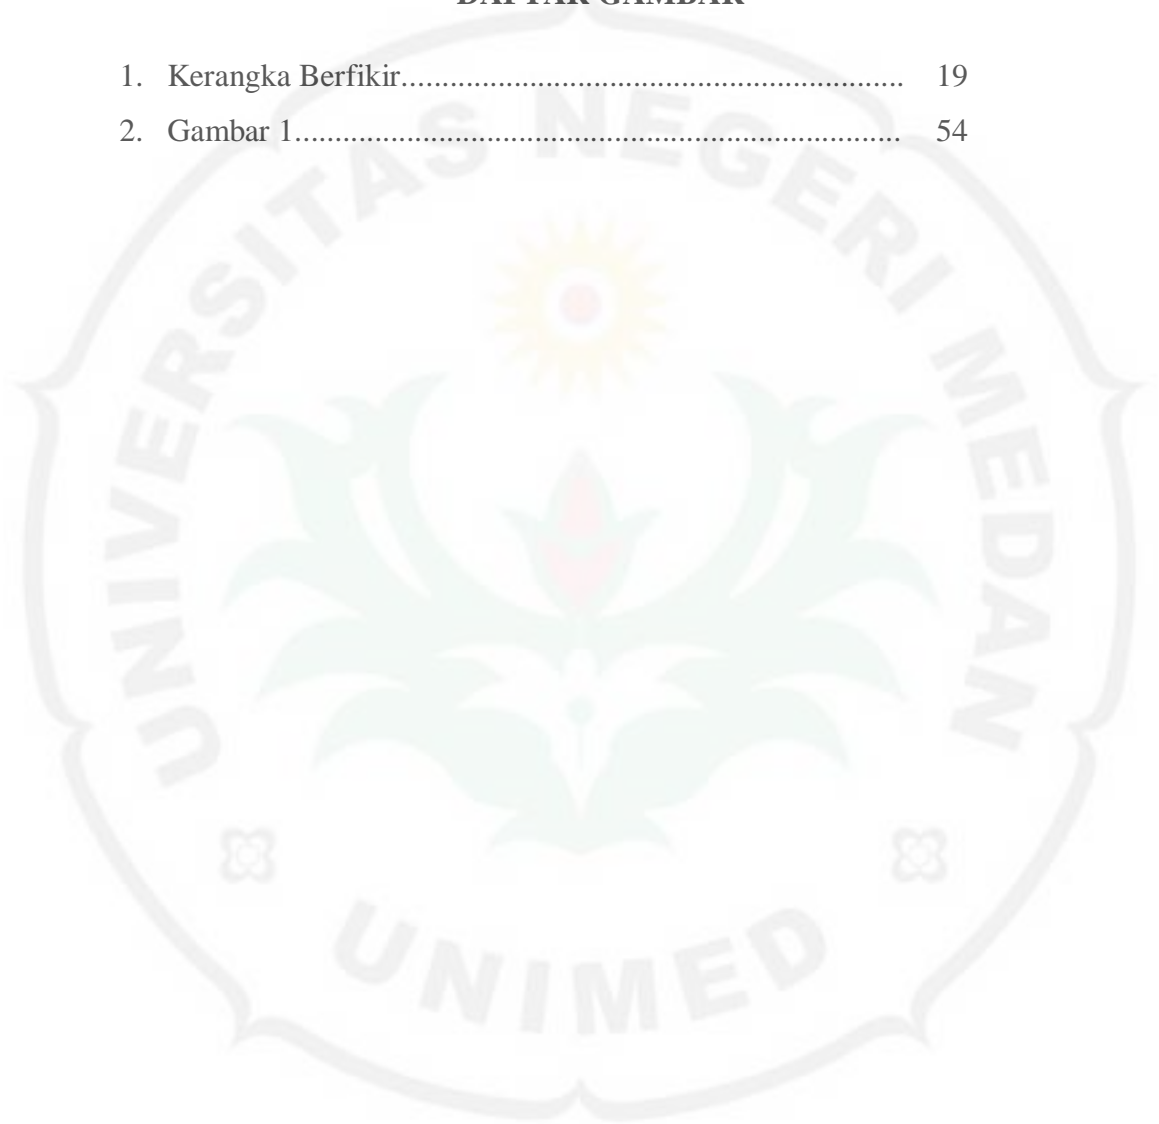 DAFTAR GAMBAR
1. Kerangka Berfikir............................................................ 19
2. Gambar 1......................................................................... 54
UNIVERSITAS NEGERI MEDAN
UNIMED